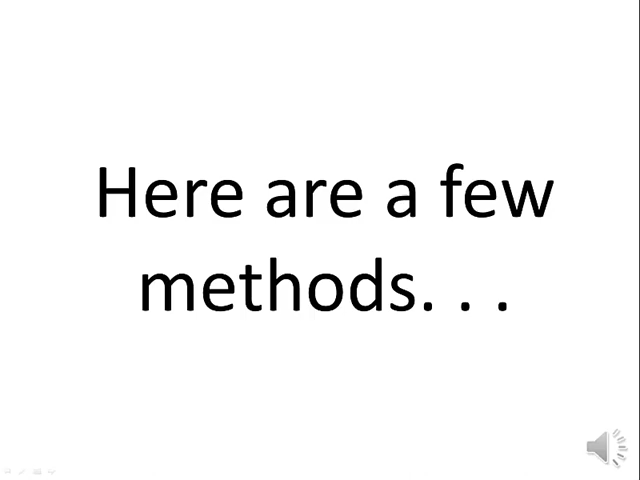 Here are a few
methods. . .